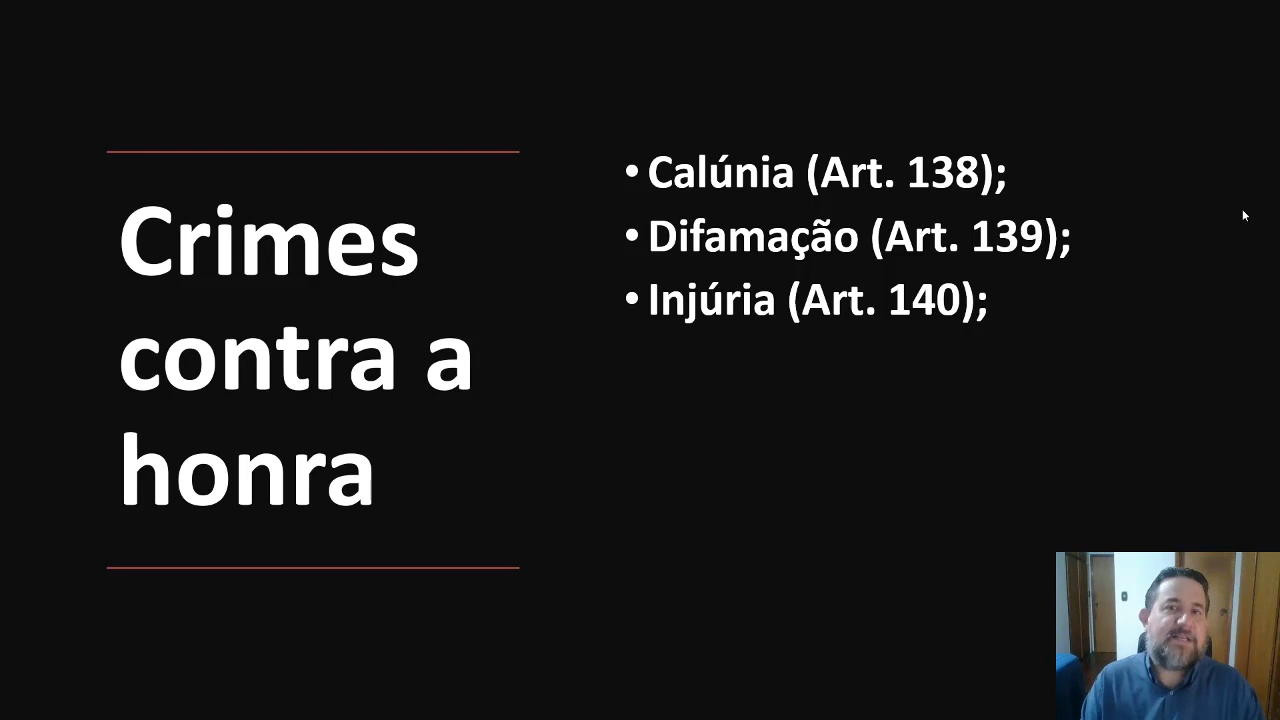 Crimes
contra a
honra
• Calúnia (Art. 138);
• Difamação (Art. 139);
• Injúria (Art. 140);